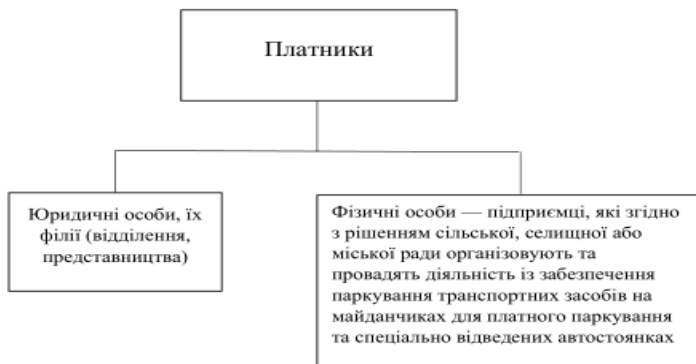 Платники
Юридичні особи, їх
філії (відділення,
представництва)
Фізичні особи — підприємці, які згідно
з рішенням сільської, селищної або
міської ради організовують та
провадять діяльність із забезпечення
паркування транспортних засобів на
майданчиках для платного паркування
та спеціально відведених автостоянках